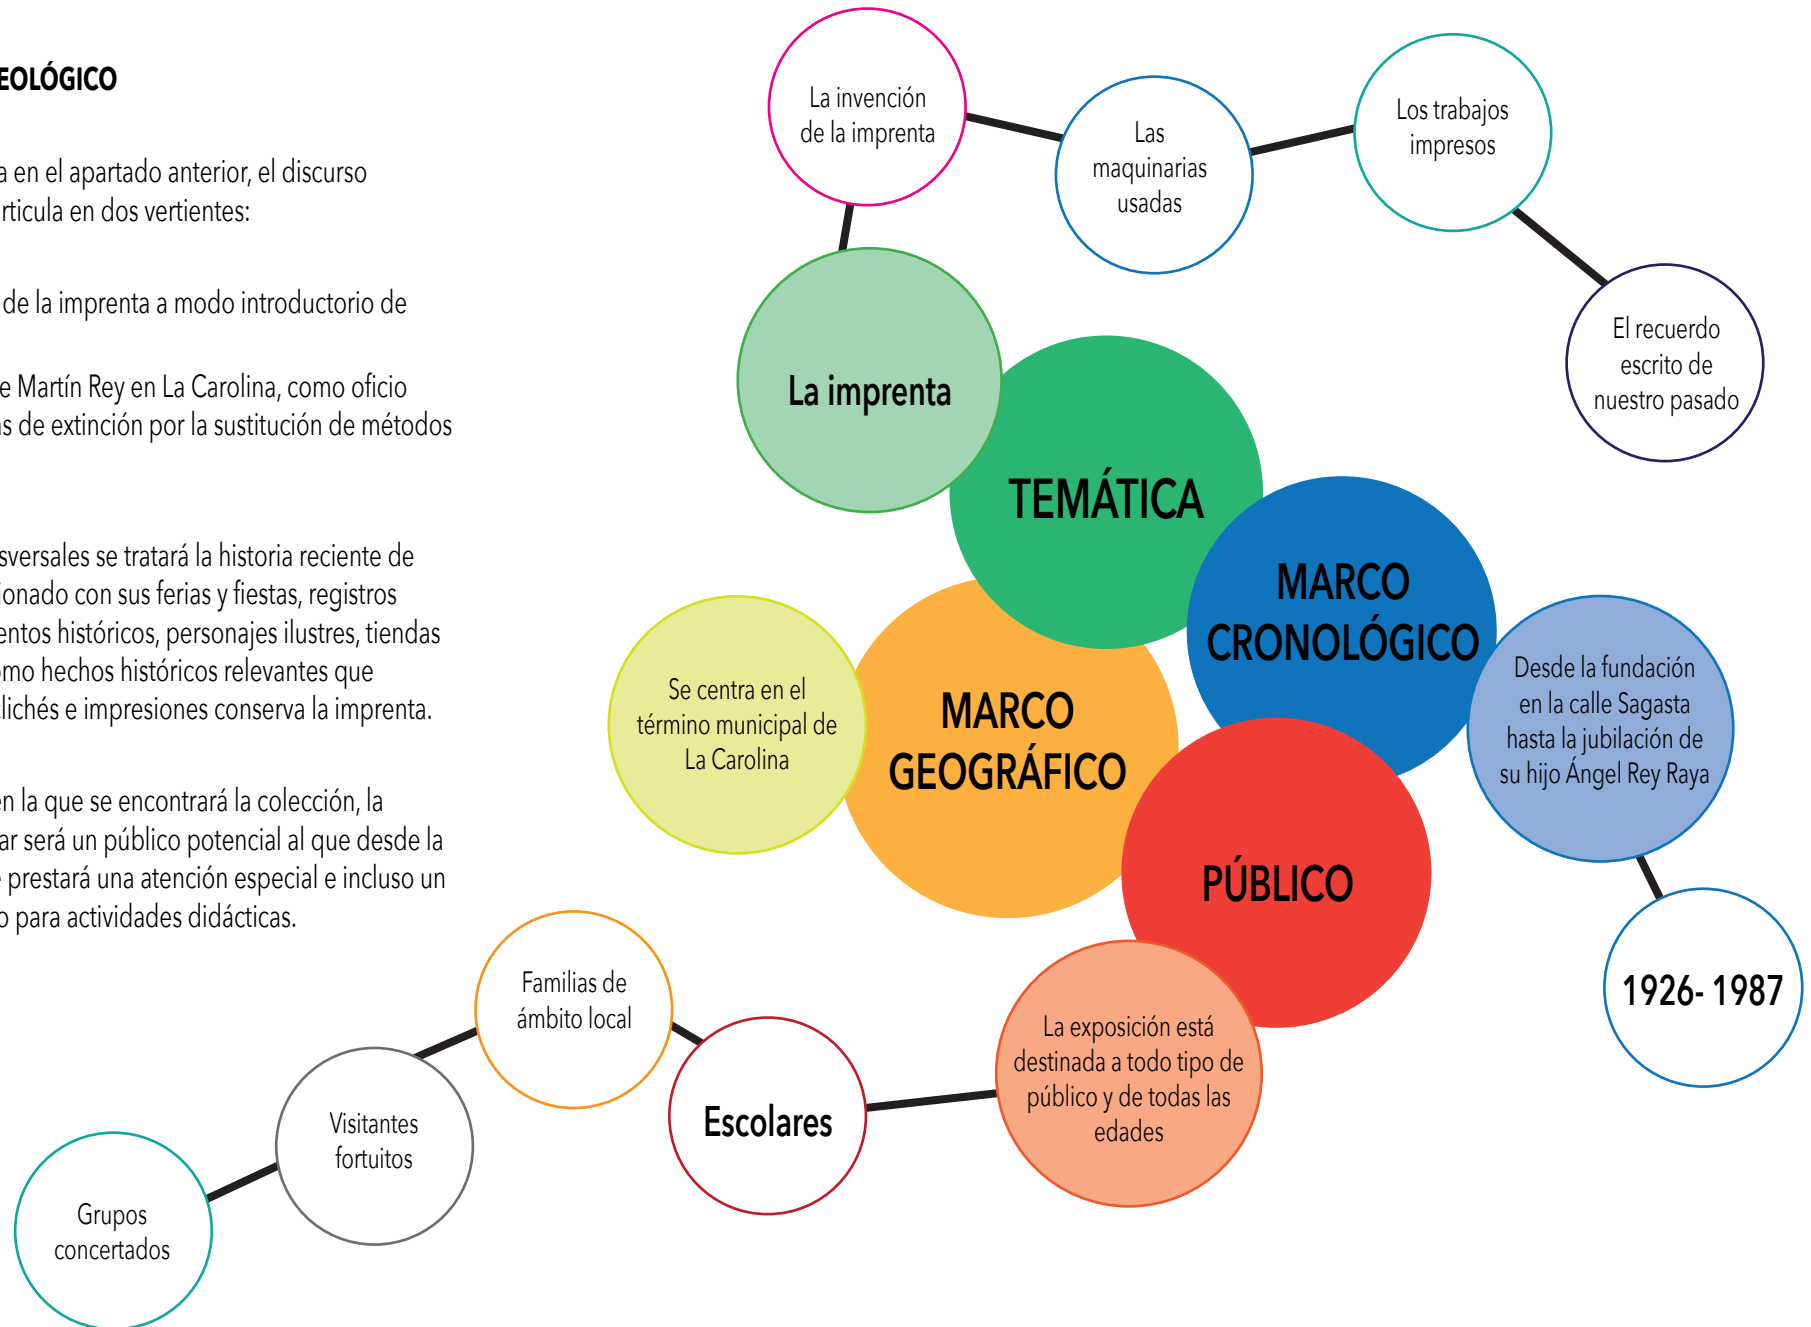 EOLÓGICO
a en el apartado anterior, el discurso
rticula en dos vertientes:
de la imprenta a modo introductorio de
e Martín Rey en La Carolina, como oficio
as de extinción por la sustitución de métodos
sversales se tratará la historia reciente de
ionado con sus ferias y fiestas, registros
entos históricos, personajes ilustres, tiendas
omo hechos históricos relevantes que
clichés e impresiones conserva la imprenta.
en la que se encontrará la colección, la
ar será un público potencial al que desde la
e prestará una atención especial e incluso un
o para actividades didácticas.
La invención
de la imprenta
Las
maquinarias
usadas
Los trabajos
impresos
El recuerdo
escrito de
nuestro pasado
La imprenta
TEMÁTICA
MARCO
CRONOLÓGICO
Desde la fundación
en la calle Sagasta
hasta la jubilación de
su hijo Ángel Rey Raya
1926- 1987
Se centra en el
término municipal de
La Carolina
MARCO
GEOGRÁFICO
PÚBLICO
La exposición está
destinada a todo tipo de
público y de todas las
edades
Escolares
Familias de
ámbito local
Visitantes
fortuitos
Grupos
concertados